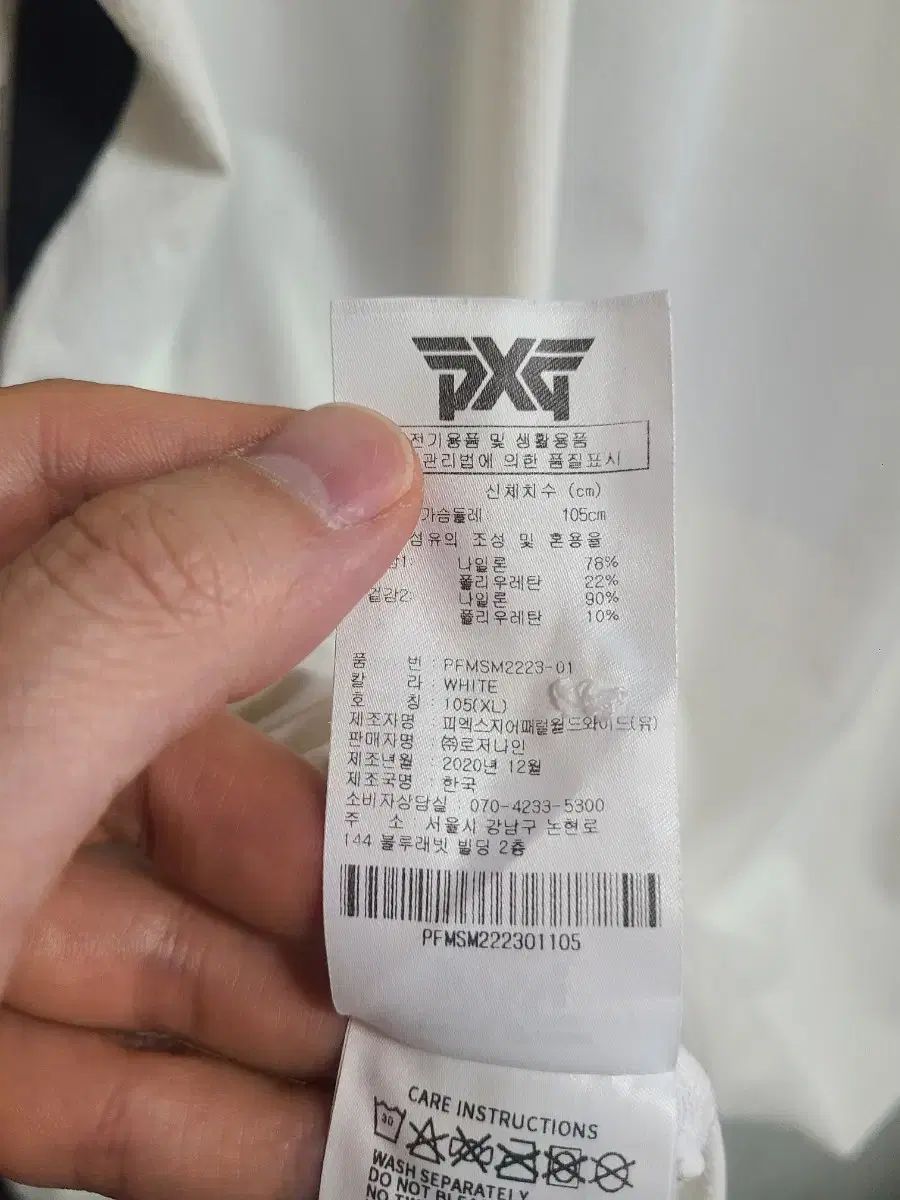 PXG
전기용품 및 생활용품
관리법에 의한 품질표시
신체치수 (cm)
가슴둘레 105cm
섬유의 조성 및 혼용율
나일론 78%
폴리우레탄 22%
겉감2: 나일론 90%
폴리우레탄 10%
품 번 : PFMSM2223-01
칼 라 : WHITE
호 칭 : 105(XL)
제조자명 : 피엑스지어패럴월드와이드(유)
판매자명 : ㈜로저나인
제조년월 : 2020년 12월
제조국명 : 한국
소비자상담실 : 070-4233-5300
주 소 서울시 강남구 논현로
144 블루래빗 빌딩 2층
PFMSM222301105
CARE INSTRUCTIONS
30
WASH SEPARATELY
DO NOT BLE
NO